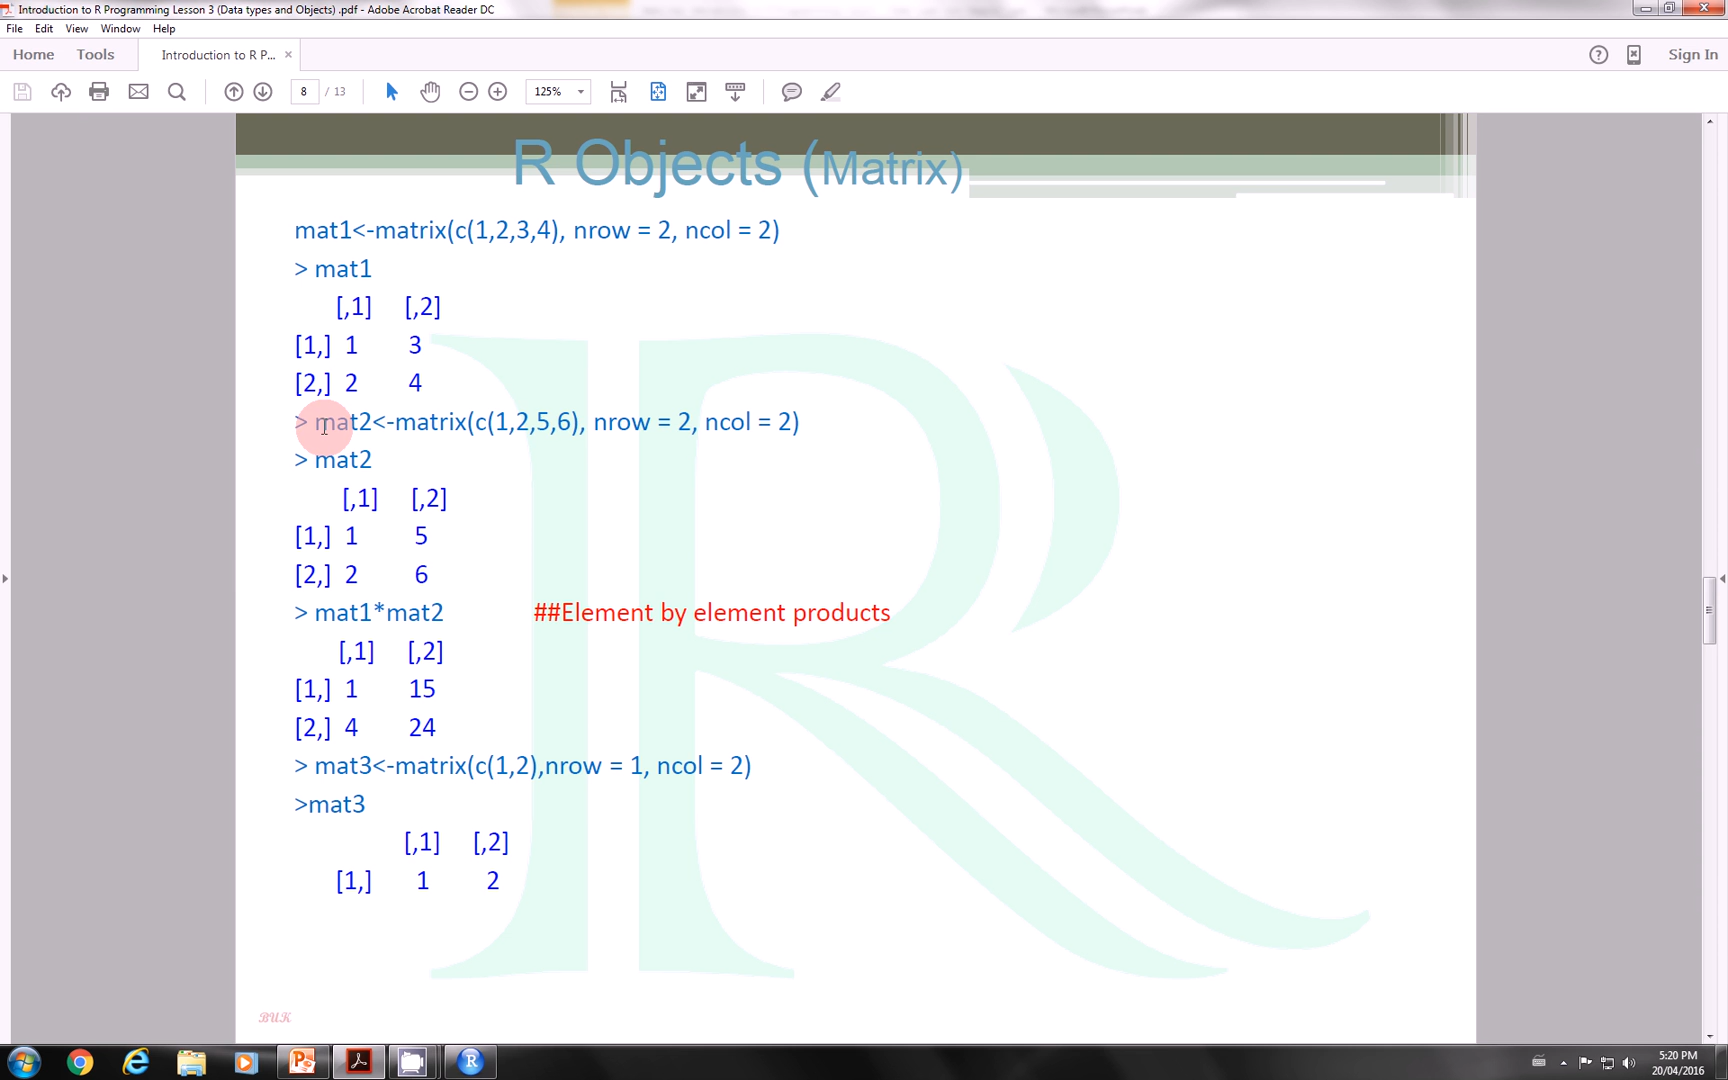 Introduction to R Programming Lesson 3 (Data types and Objects) .pdf - Adobe Acrobat Reader DC
File Edit View Window Help
Home Tools Introduction to R P... × Sign In
8 / 13 125%
R Objects (Matrix)
mat1<-matrix(c(1,2,3,4), nrow = 2, ncol = 2)
> mat1
[,1] [,2]
[1,] 1 3
[2,] 2 4
> mat2<-matrix(c(1,2,5,6), nrow = 2, ncol = 2)
> mat2
[,1] [,2]
[1,] 1 5
[2,] 2 6
> mat1*mat2 ##Element by element products
[,1] [,2]
[1,] 1 15
[2,] 4 24
> mat3<-matrix(c(1,2),nrow = 1, ncol = 2)
>mat3
[,1] [,2]
[1,] 1 2
BUK
5:20 PM
20/04/2016